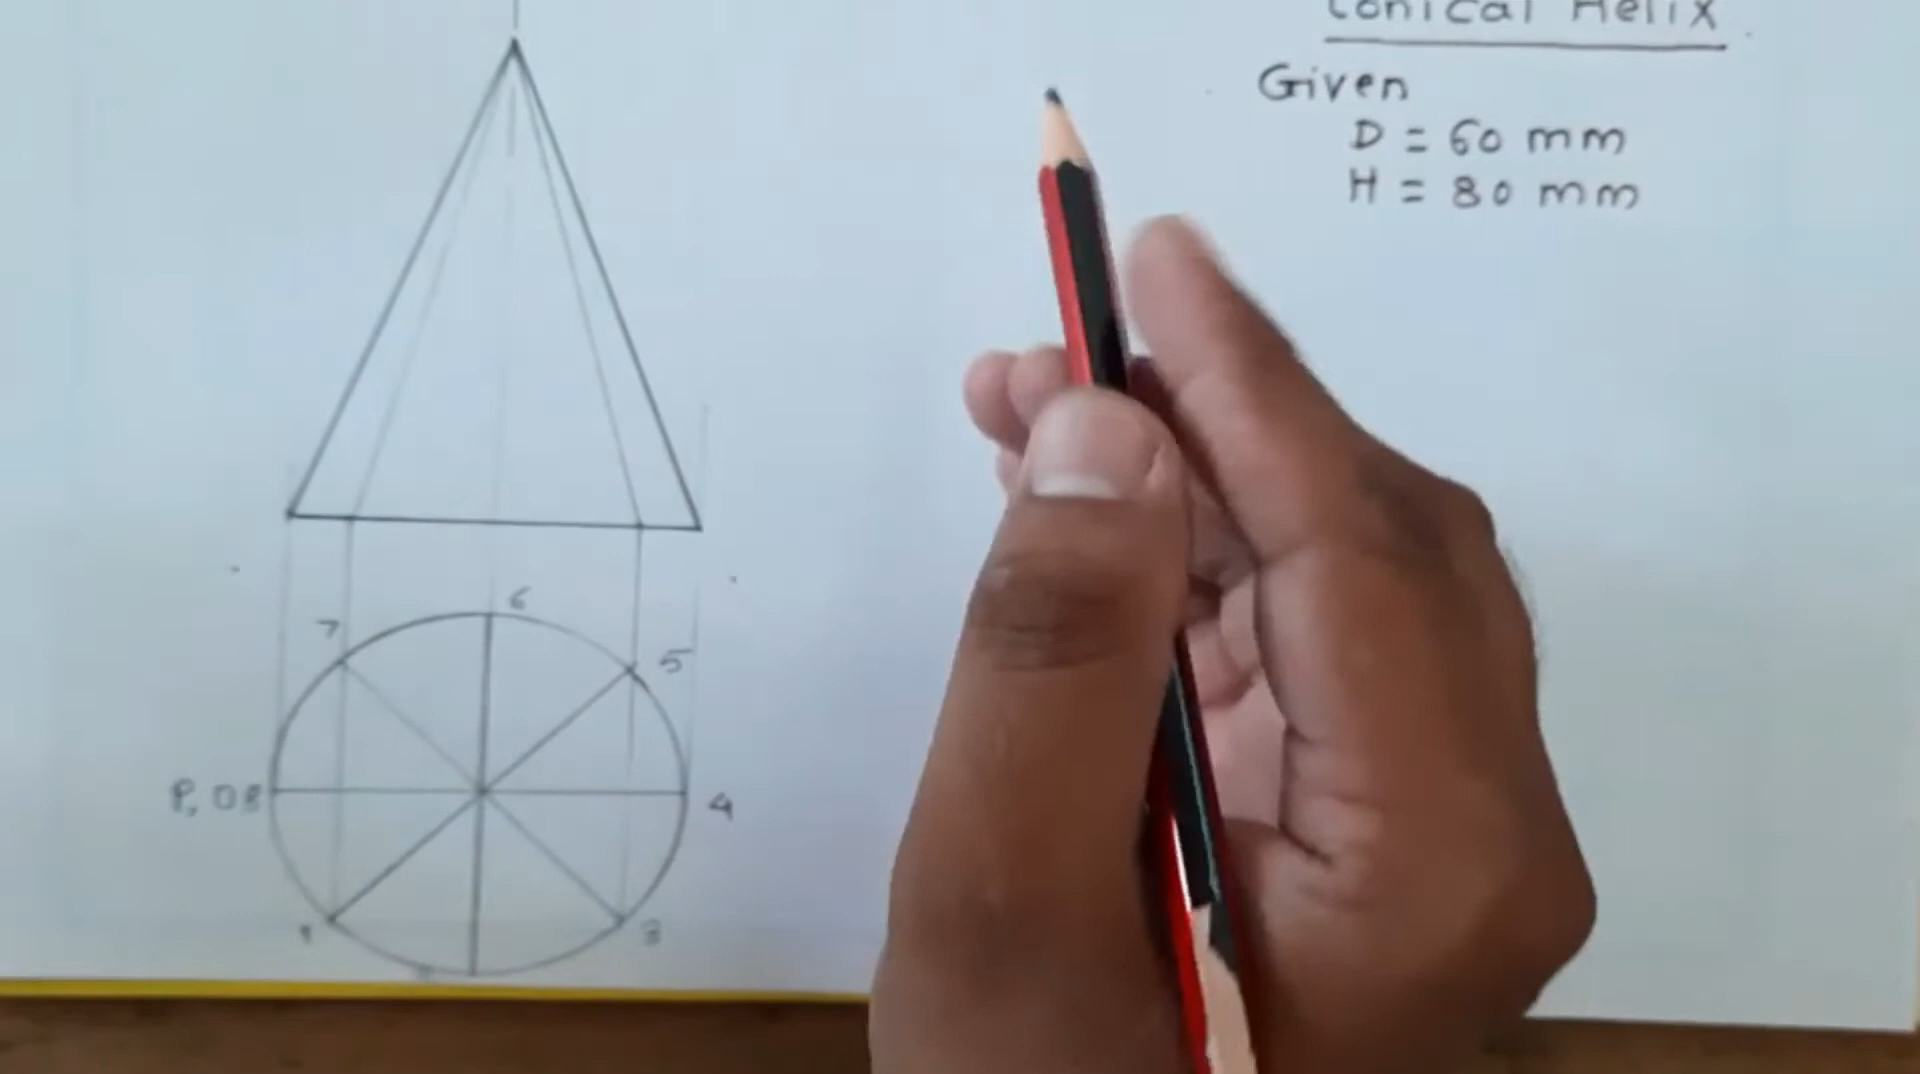 Conical Helix
Given
D = 60 mm
H = 80 mm
6
7
5
P, 08
4
1
3